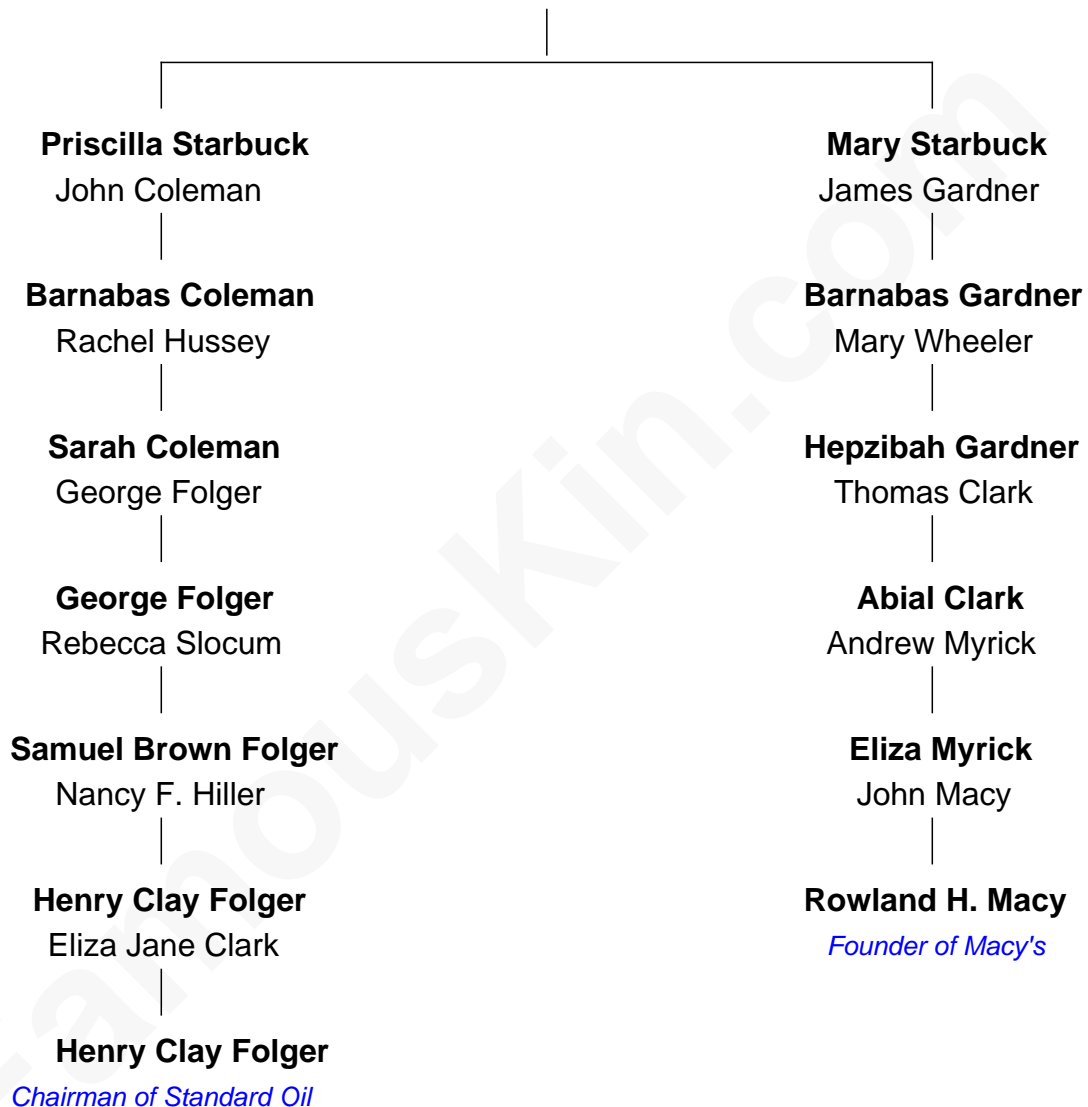 Priscilla Starbuck
John Coleman
Barnabas Coleman
Rachel Hussey
Sarah Coleman
George Folger
George Folger
Rebecca Slocum
Samuel Brown Folger
Nancy F. Hiller
Henry Clay Folger
Eliza Jane Clark
Henry Clay Folger
Chairman of Standard Oil
Mary Starbuck
James Gardner
Barnabas Gardner
Mary Wheeler
Hepzibah Gardner
Thomas Clark
Abial Clark
Andrew Myrick
Eliza Myrick
John Macy
Rowland H. Macy
Founder of Macy's
FamousKin.com